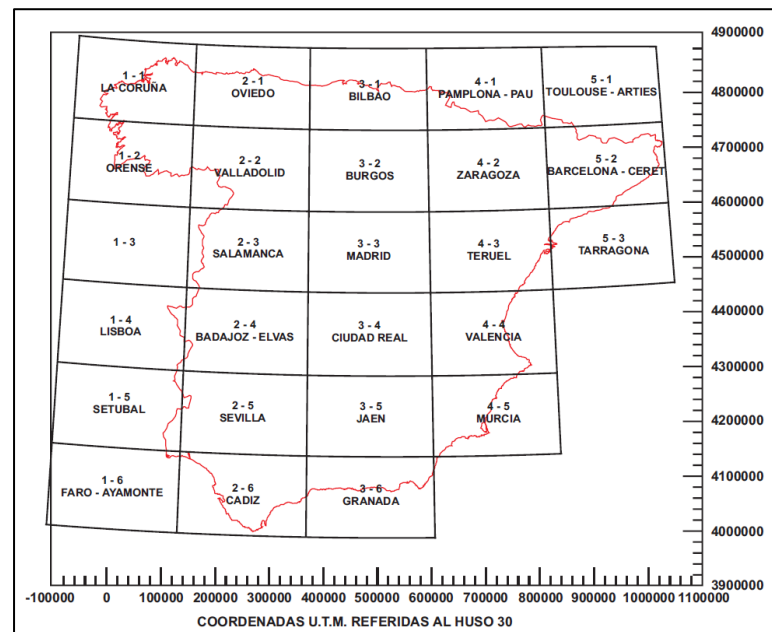 4900000
1 - 1
LA CORUÑA
2 - 1
OVIEDO
3 - 1
BILBAO
4 - 1
PAMPLONA - PAU
5 - 1
TOULOUSE - ARTIES
4800000
4700000
1 - 2
ORENSE
2 - 2
VALLADOLID
3 - 2
BURGOS
4 - 2
ZARAGOZA
5 - 2
BARCELONA - CERET
4600000
1 - 3
2 - 3
SALAMANCA
3 - 3
MADRID
4 - 3
TERUEL
5 - 3
TARRAGONA
4500000
4400000
1 - 4
LISBOA
2 - 4
BADAJOZ - ELVAS
3 - 4
CIUDAD REAL
4 - 4
VALENCIA
4300000
1 - 5
SETUBAL
2 - 5
SEVILLA
3 - 5
JAEN
4 - 5
MURCIA
4200000
4100000
1 - 6
FARO - AYAMONTE
2 - 6
CADIZ
3 - 6
GRANADA
4000000
3900000
-100000 0 100000 200000 300000 400000 500000 600000 700000 800000 900000 1000000 1100000
COORDENADAS U.T.M. REFERIDAS AL HUSO 30